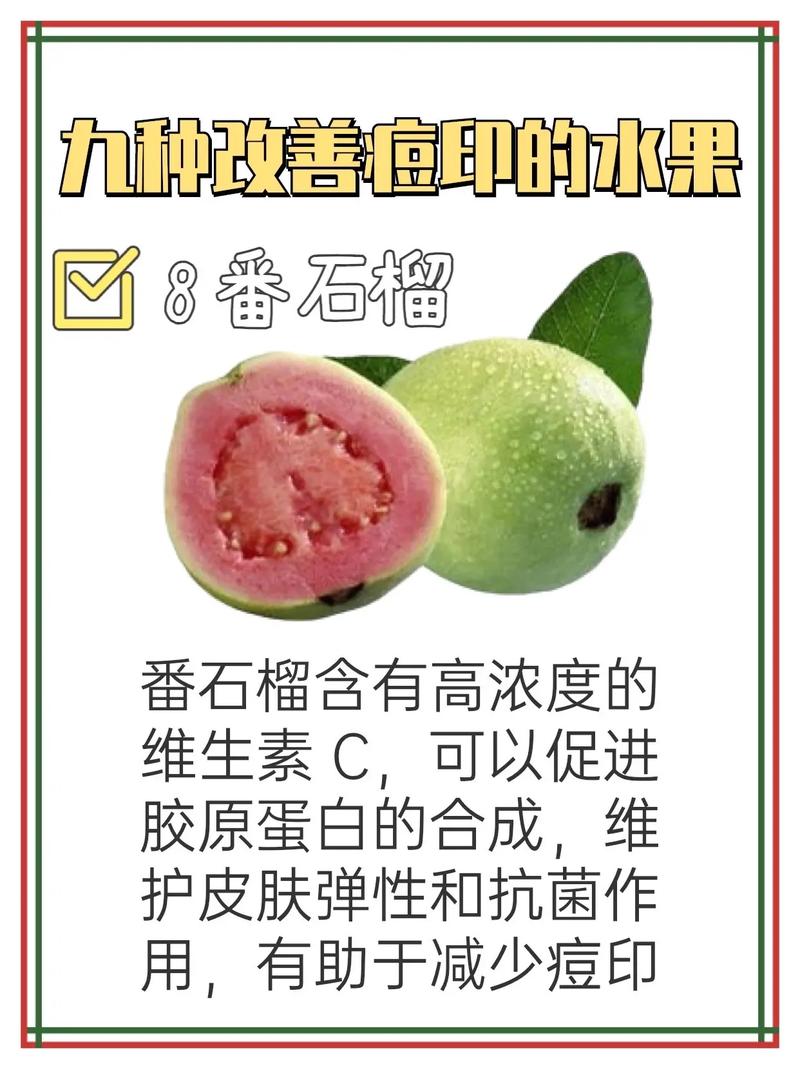 九种改善痘印的水果
8番石榴
番石榴含有高浓度的
维生素 C，可以促进
胶原蛋白的合成，维
护皮肤弹性和抗菌作
用，有助于减少痘印